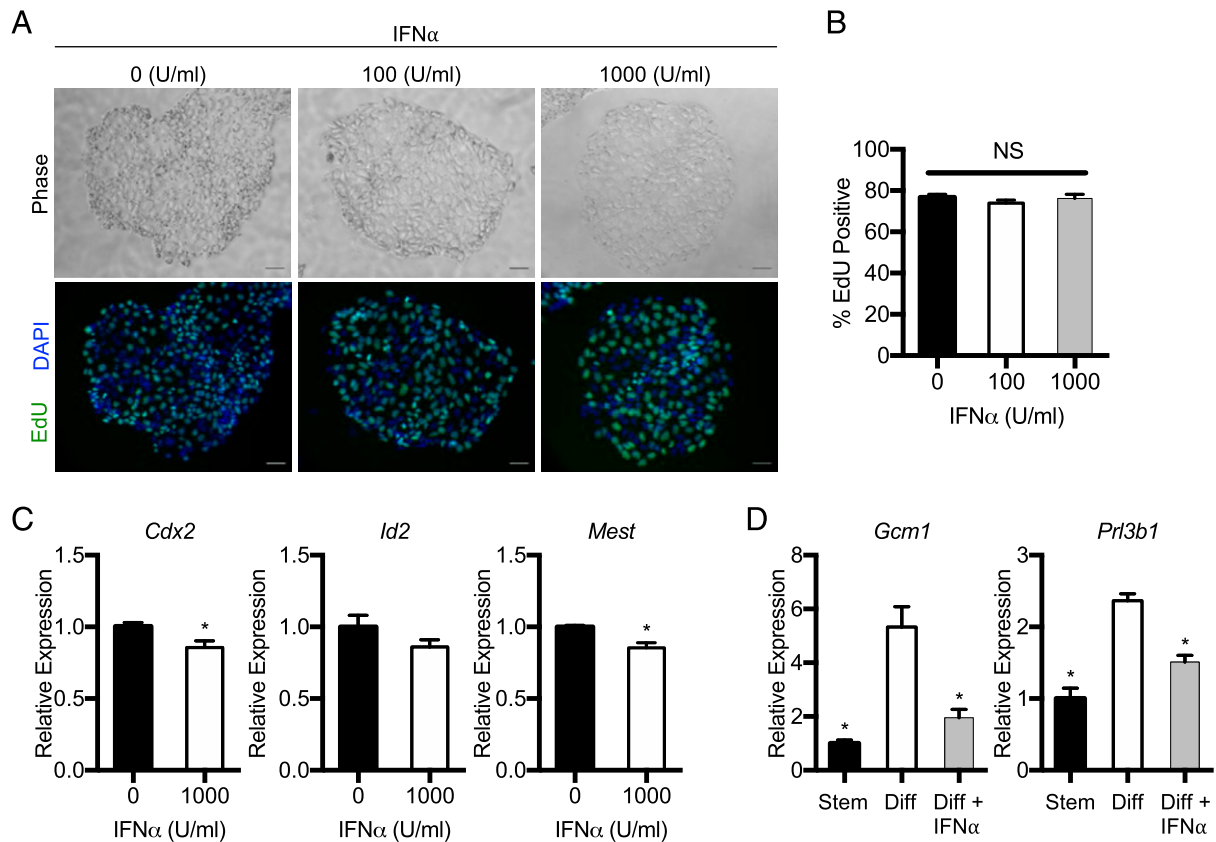 A
IFNα
0 (U/ml)
100 (U/ml)
1000 (U/ml)
Phase
EdU DAPI
B
% EdU Positive
100
80
60
40
20
0
NS
0
100
1000
IFNα (U/ml)
C
Cdx2
Relative Expression
1.5
1.0
0.5
0.0
*
0
1000
IFNα (U/ml)
Id2
Relative Expression
1.5
1.0
0.5
0.0
0
1000
IFNα (U/ml)
Mest
Relative Expression
1.5
1.0
0.5
0.0
*
0
1000
IFNα (U/ml)
D
Gcm1
Relative Expression
8
6
4
2
0
*
*
Stem
Diff
Diff +
IFNα
Prl3b1
Relative Expression
3
2
1
0
*
*
Stem
Diff
Diff +
IFNα